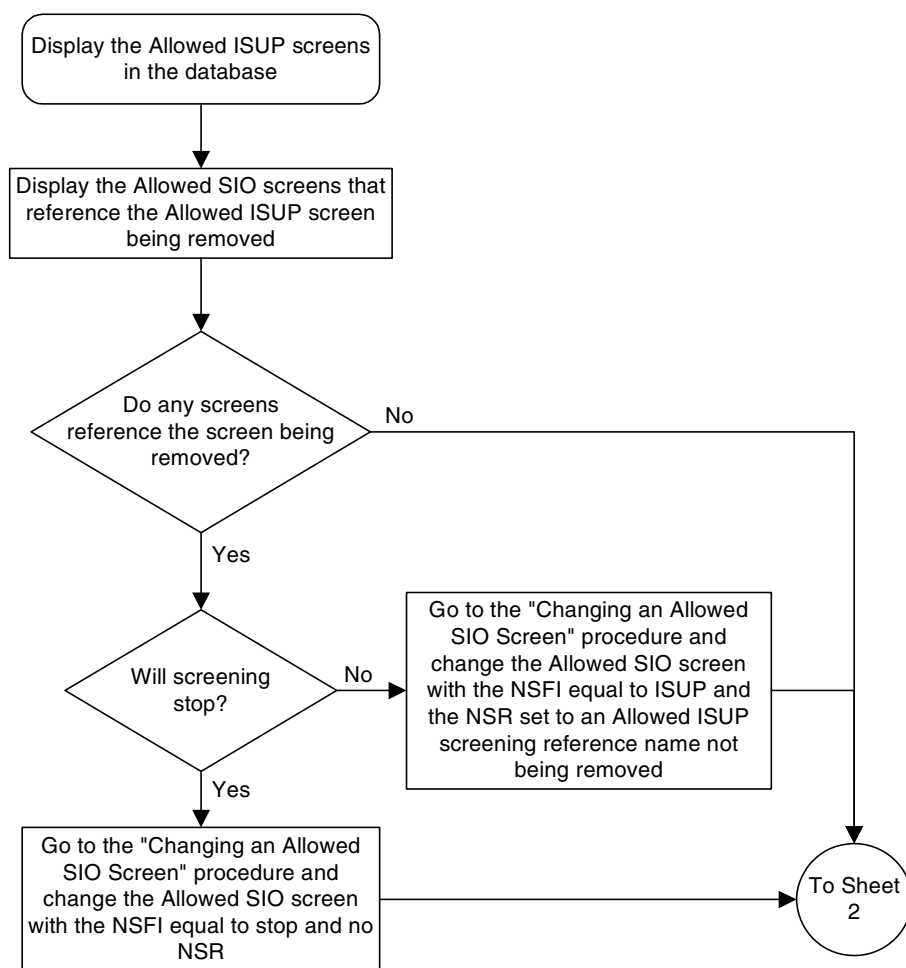 Display the Allowed ISUP screens
in the database
Display the Allowed SIO screens that
reference the Allowed ISUP screen
being removed
Do any screens
reference the screen being
removed?
No
Yes
Will screening
stop?
No
Go to the "Changing an Allowed
SIO Screen" procedure and
change the Allowed SIO screen
with the NSFI equal to ISUP and
the NSR set to an Allowed ISUP
screening reference name not
being removed
Yes
Go to the "Changing an Allowed
SIO Screen" procedure and
change the Allowed SIO screen
with the NSFI equal to stop and no
NSR
To Sheet
2